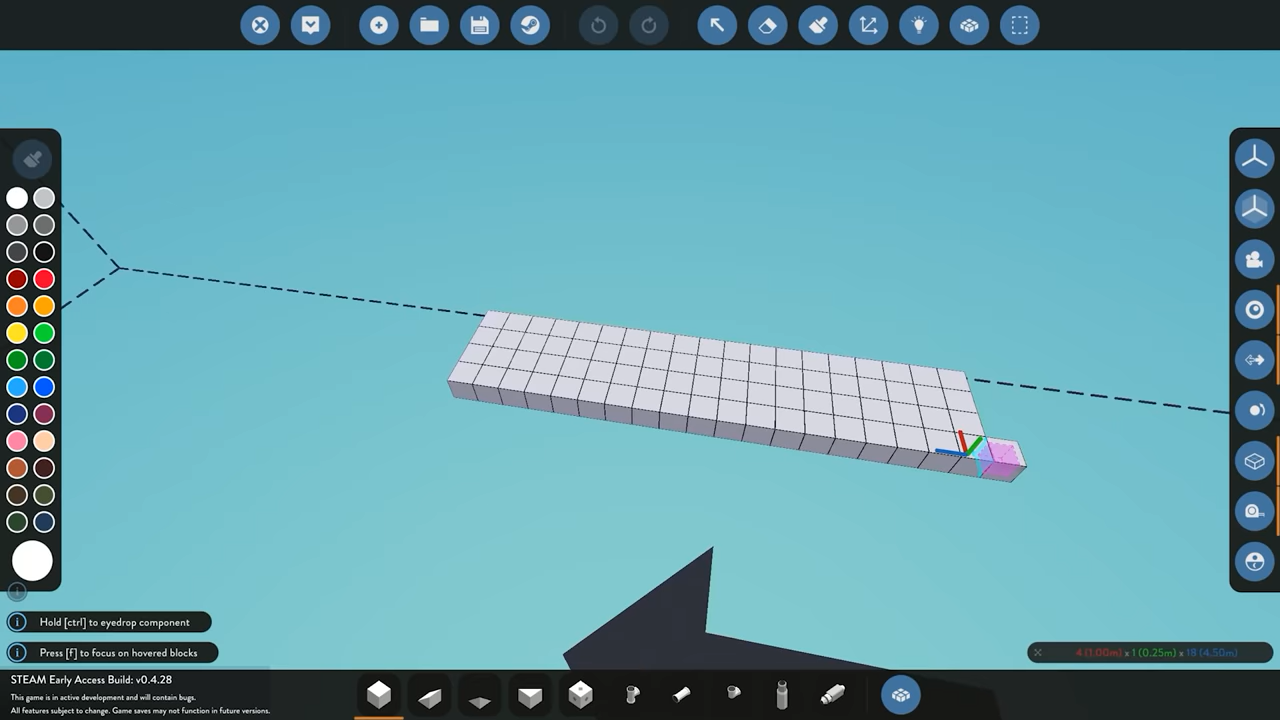 Hold [ctrl] to eyedrop component
Press [f] to focus on hovered blocks
4 (1.00m) x 1 (0.25m) x 18 (4.50m)
STEAM Early Access Build: v0.4.28
This game is in active development and will contain bugs.
All features subject to change. Game saves may not function in future versions.